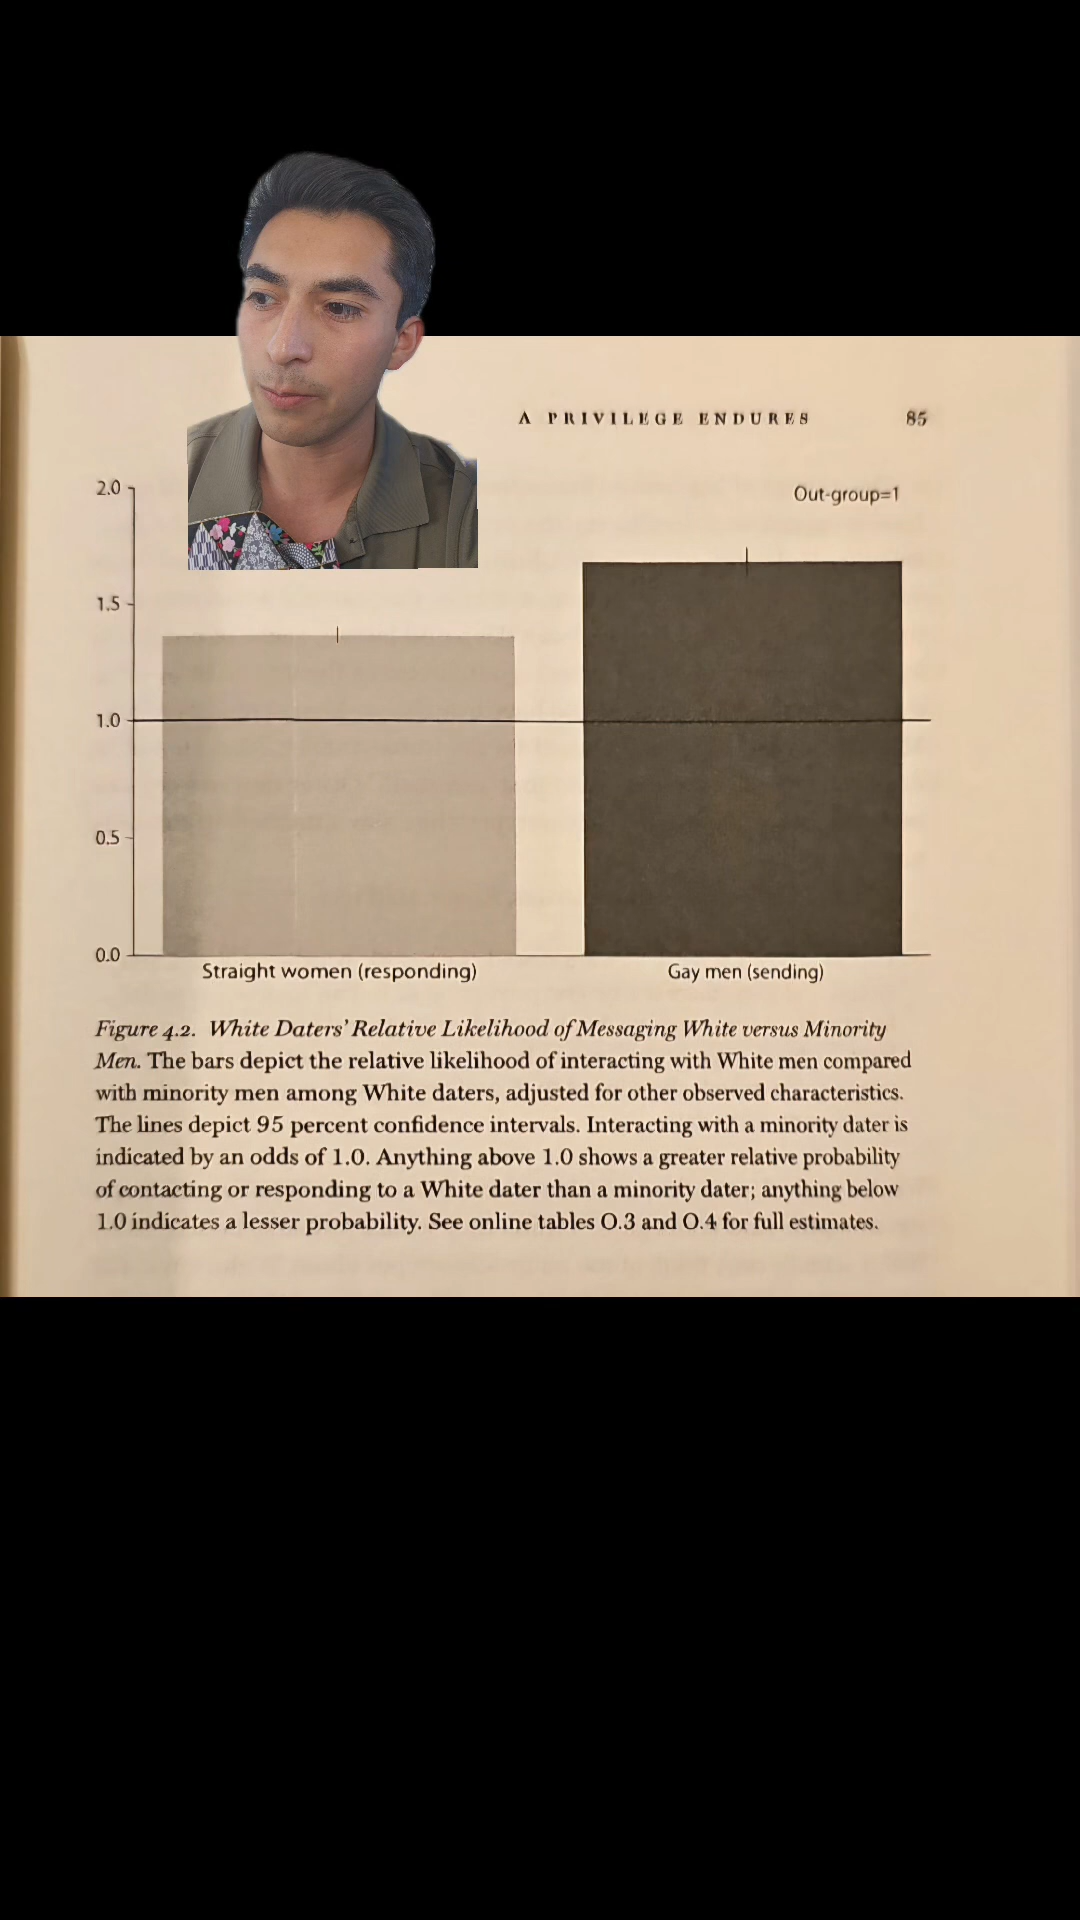 A PRIVILEGE ENDURES 85
2.0
Out-group=1
1.5
1.0
0.5
0.0
Straight women (responding) Gay men (sending)
Figure 4.2. White Daters' Relative Likelihood of Messaging White versus Minority
Men. The bars depict the relative likelihood of interacting with White men compared
with minority men among White daters, adjusted for other observed characteristics.
The lines depict 95 percent confidence intervals. Interacting with a minority dater is
indicated by an odds of 1.0. Anything above 1.0 shows a greater relative probability
of contacting or responding to a White dater than a minority dater; anything below
1.0 indicates a lesser probability. See online tables O.3 and O.4 for full estimates.